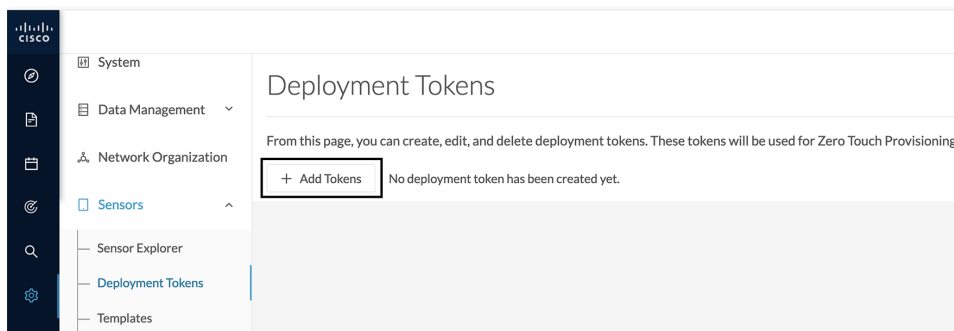 CISCO
System
Data Management
Network Organization
Sensors
Sensor Explorer
Deployment Tokens
Templates
Deployment Tokens
From this page, you can create, edit, and delete deployment tokens. These tokens will be used for Zero Touch Provisioning
+ Add Tokens
No deployment token has been created yet.